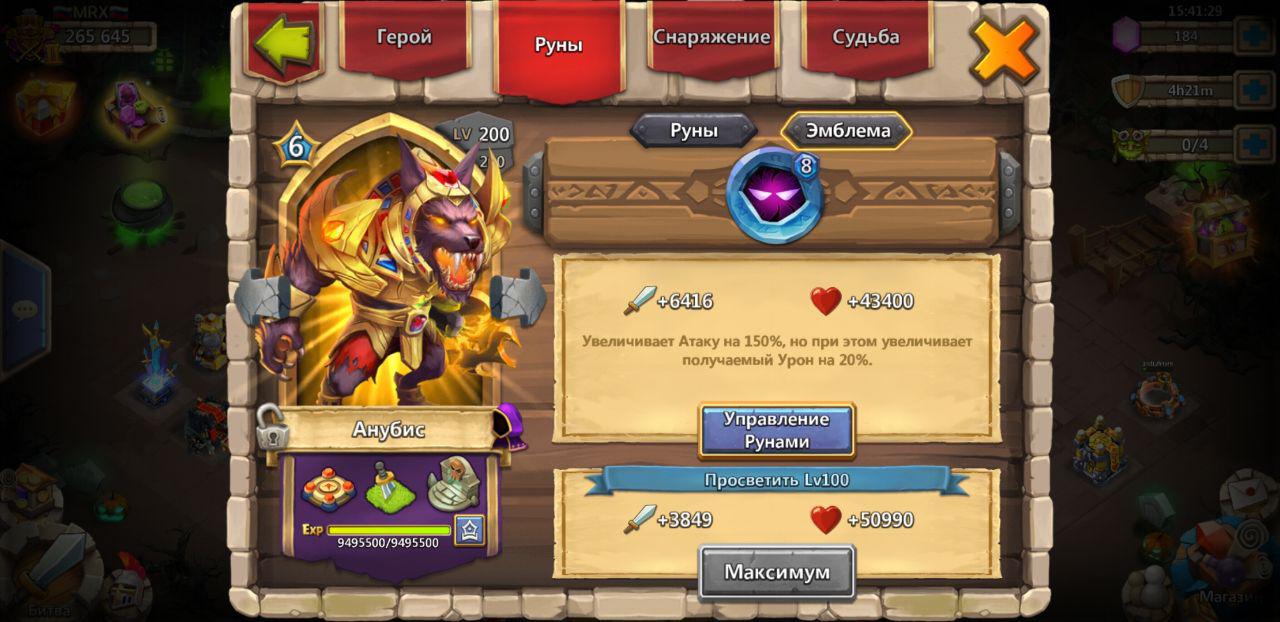 MRX
265 645
II
Герой
Руны
Снаряжение
Судьба
15:41:29
184
4h21m
0/4
6
LV 200
Руны
Эмблема
8
+6416
+43400
Увеличивает Атаку на 150%, но при этом увеличивает
получаемый Урон на 20%.
Управление
Рунами
Анубис
Просветить Lv100
+3849
+50990
Exp
9495500/9495500
Максимум
Битва
Магазин